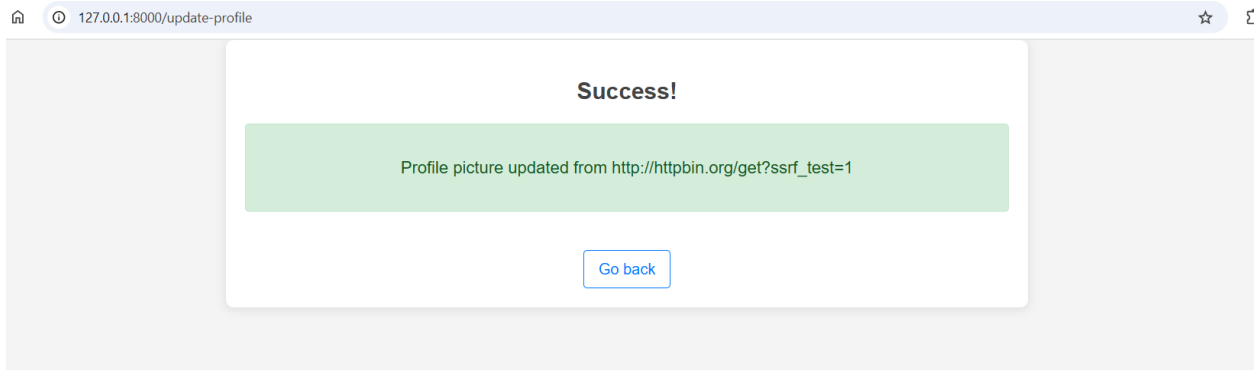 127.0.0.1:8000/update-profile
Success!
Profile picture updated from http://httpbin.org/get?ssrf_test=1
Go back